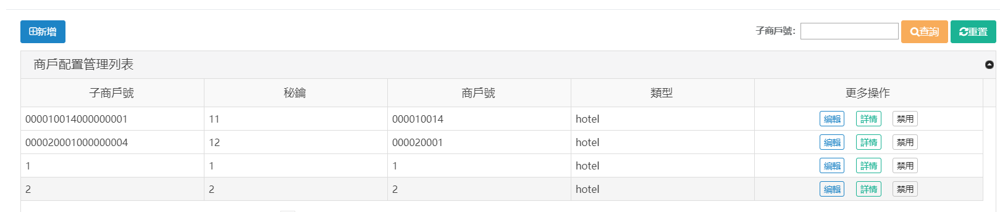 新增 子商戶號: 查詢 重置
商戶配置管理列表
子商戶號 秘鑰 商戶號 類型 更多操作
000010014000000001 11 000010014 hotel 編輯 詳情 禁用
000020001000000004 12 000020001 hotel 編輯 詳情 禁用
1 1 1 hotel 編輯 詳情 禁用
2 2 2 hotel 編輯 詳情 禁用